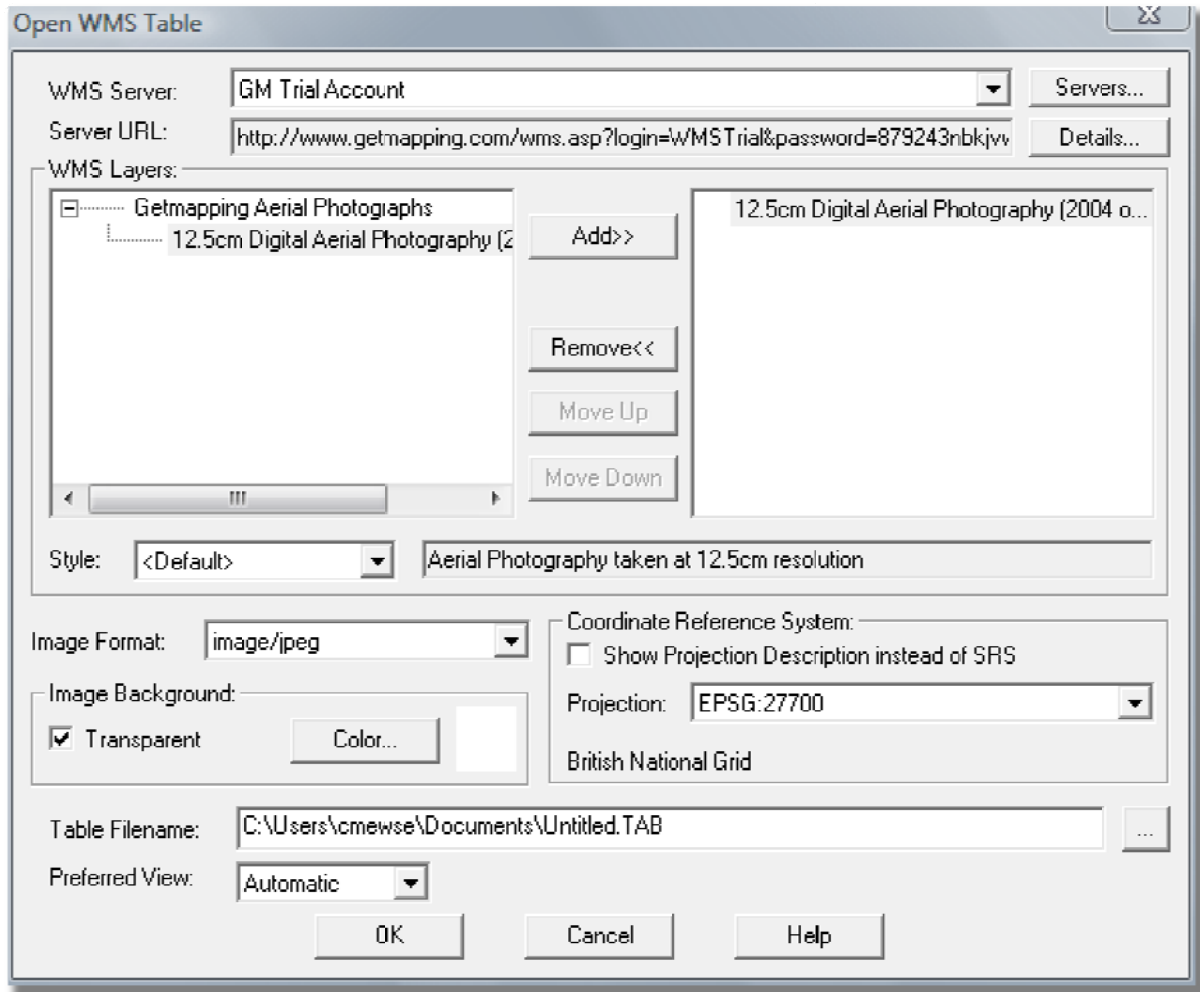 Open WMS Table
WMS Server:
GM Trial Account
Servers...
Server URL:
http://www.getmapping.com/wms.asp?login=WMSTrial&password=879243nbkjvw
Details...
WMS Layers:
Getmapping Aerial Photographs
12.5cm Digital Aerial Photography (2
Add>>
Remove<<
Move Up
Move Down
12.5cm Digital Aerial Photography (2004 o...
Style:
<Default>
Aerial Photography taken at 12.5cm resolution
Image Format:
image/jpeg
Image Background:
Transparent
Color...
Coordinate Reference System:
Show Projection Description instead of SRS
Projection:
EPSG:27700
British National Grid
Table Filename:
C:\Users\cmewse\Documents\Untitled.TAB
...
Preferred View:
Automatic
OK
Cancel
Help